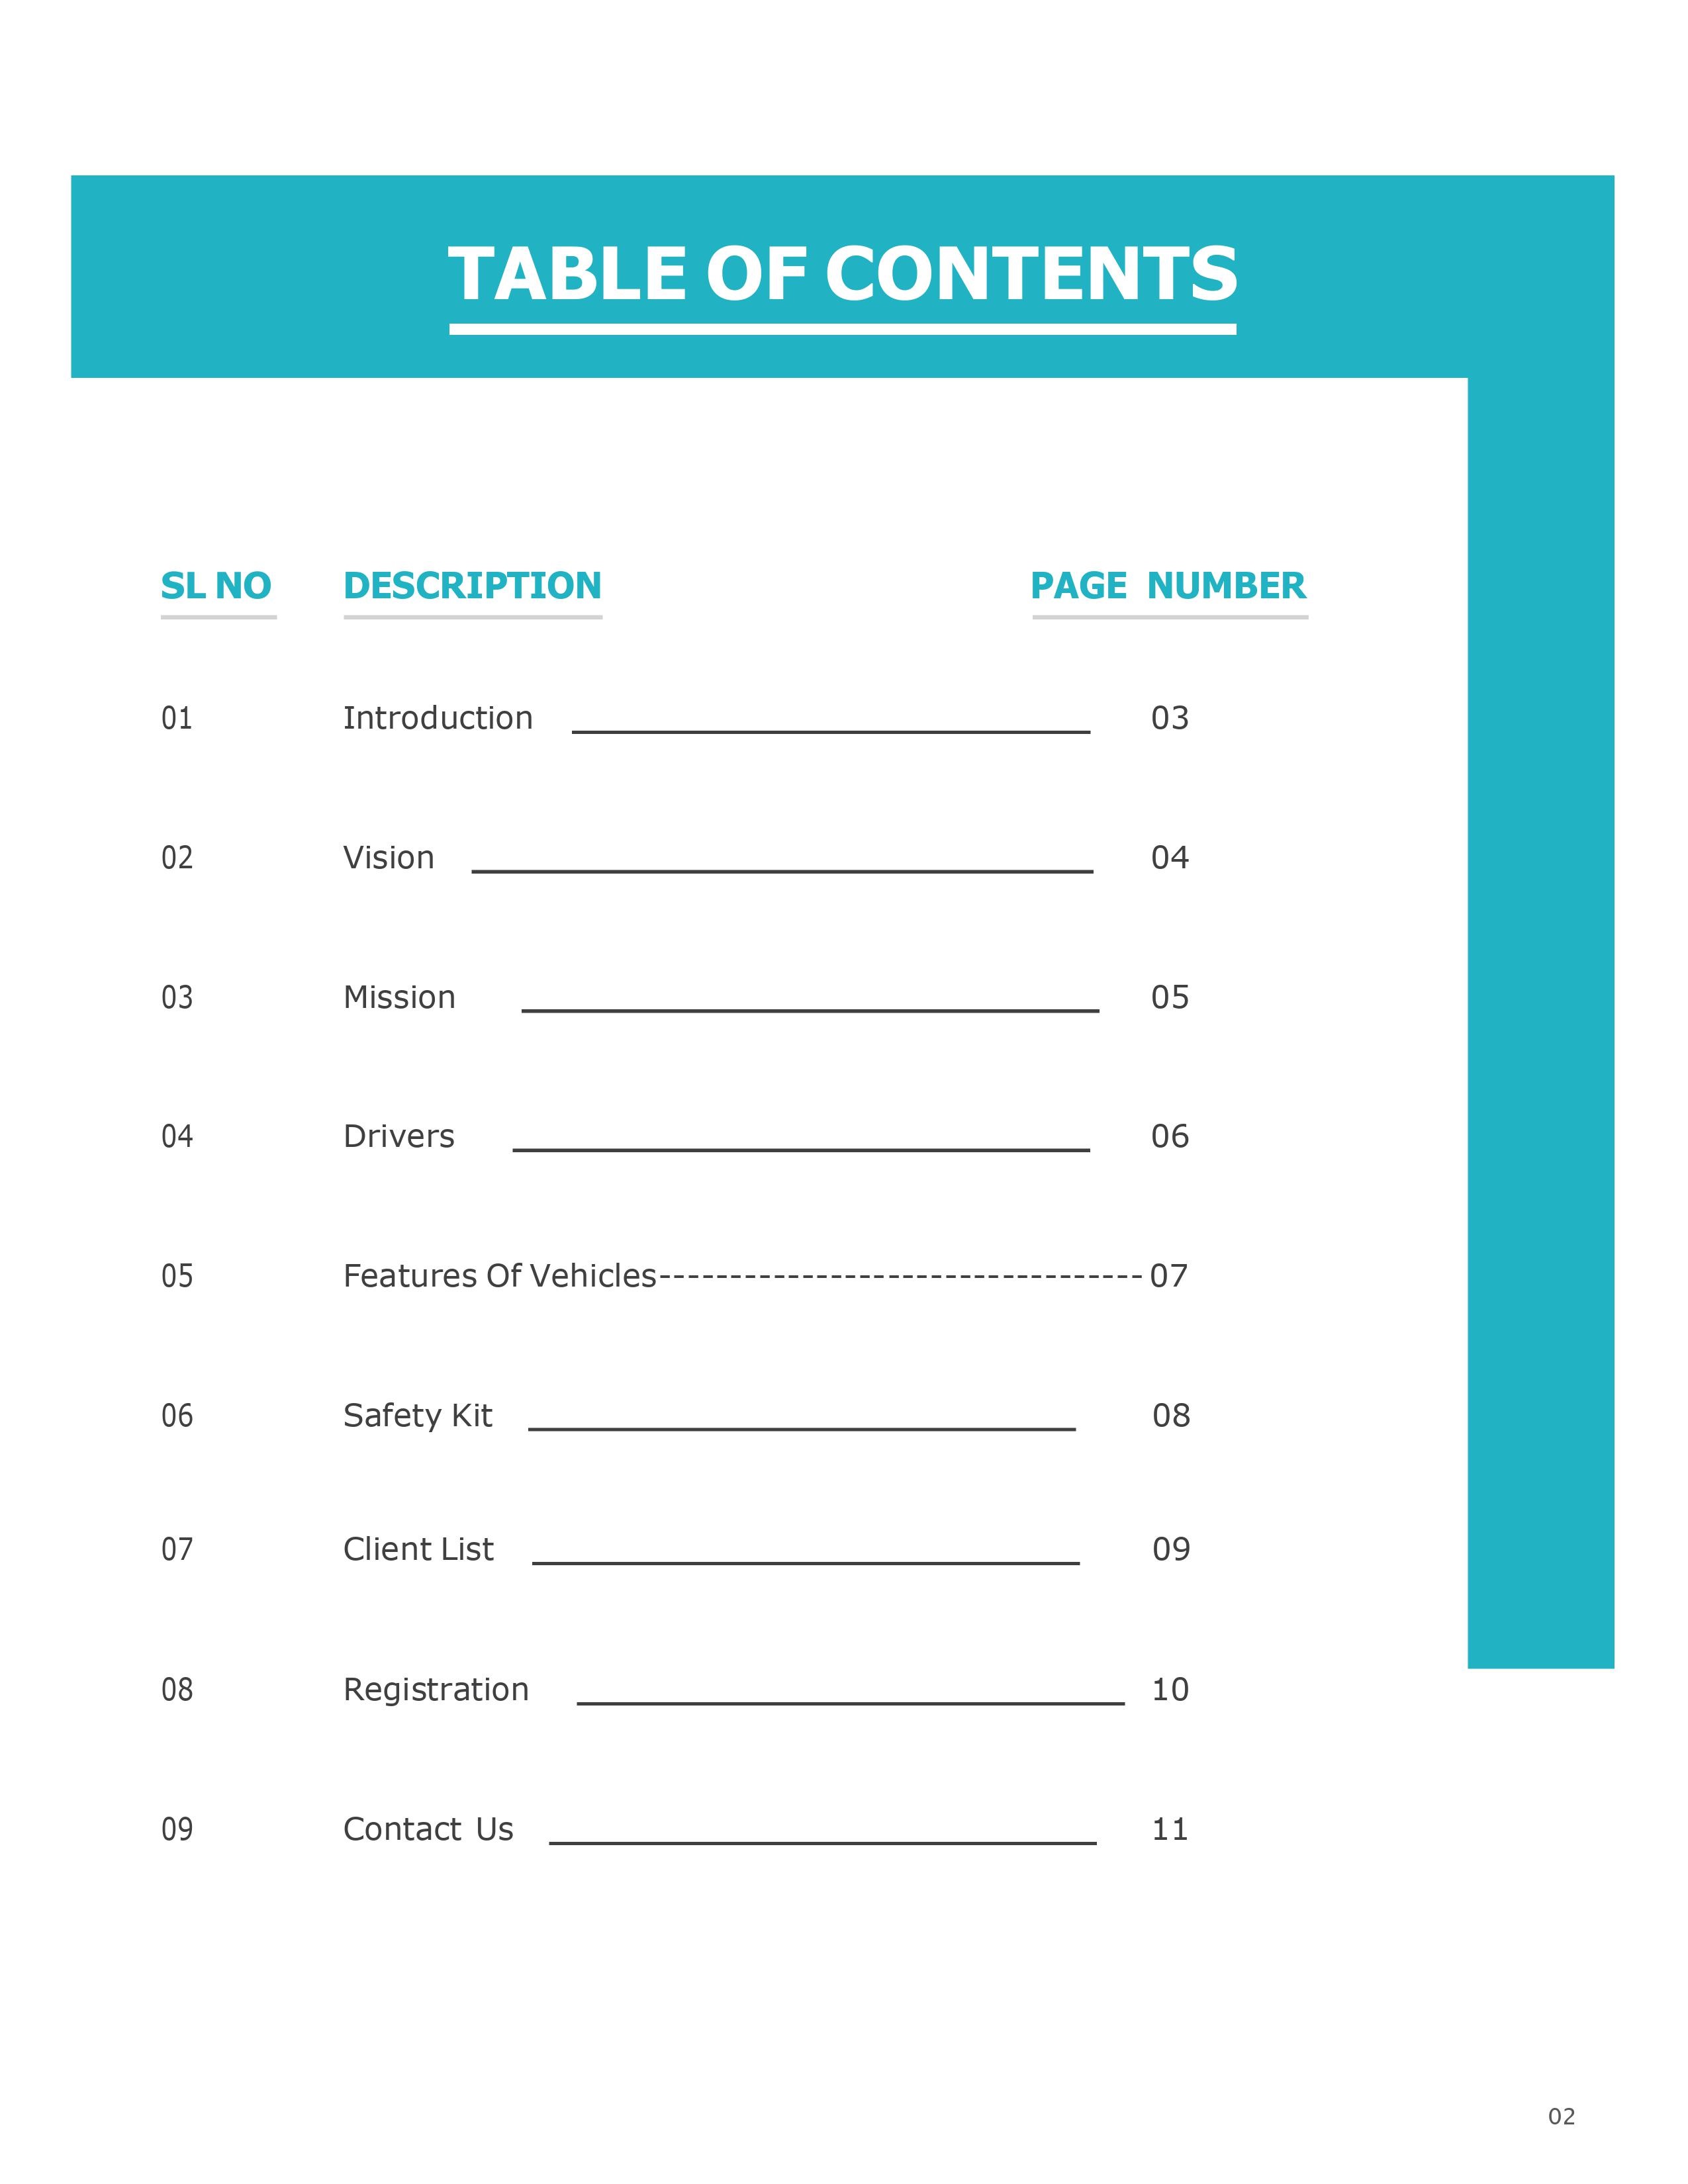 TABLE OF CONTENTS
SL NO DESCRIPTION PAGE NUMBER
01 Introduction 03
02 Vision 04
03 Mission 05
04 Drivers 06
05 Features Of Vehicles---------------------------------- 07
06 Safety Kit 08
07 Client List 09
08 Registration 10
09 Contact Us 11
02